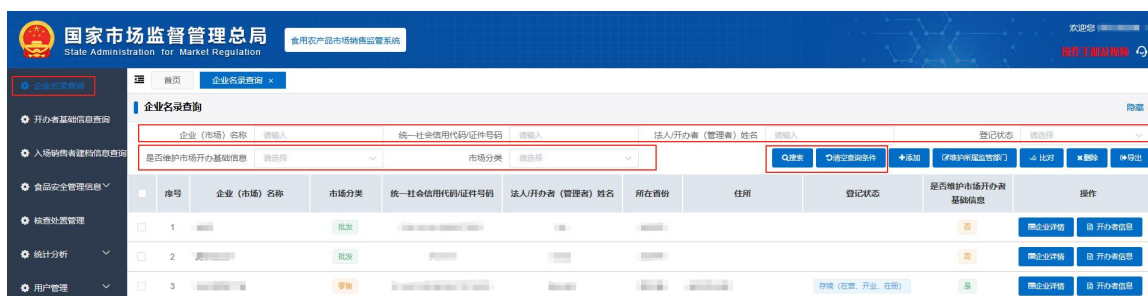 国家市场监督管理总局
State Administration for Market Regulation
食用农产品市场销售监管系统
欢迎您
操作手册及视频
企业名录查询
首页
企业名录查询 ×
开办者基础信息查询
入场销售者建档信息查询
食品安全管理信息
核查处置管理
统计分析
用户管理
企业名录查询
隐藏
企业（市场）名称 请输入 统一社会信用代码/证件号码 请输入 法人/开办者（管理者）姓名 请输入 登记状态 请选择
是否维护市场开办基础信息 请选择 市场分类 请选择 搜索 清空查询条件 +添加 维护所属监管部门 比对 删除 导出
序号 企业（市场）名称 市场分类 统一社会信用代码/证件号码 法人/开办者（管理者）姓名 所在省份 住所 登记状态 是否维护市场开办者基础信息 操作
1 批发 否 企业详情 开办者信息
2 批发 否 企业详情 开办者信息
3 零售 存续（在营、开业、在册） 是 企业详情 开办者信息